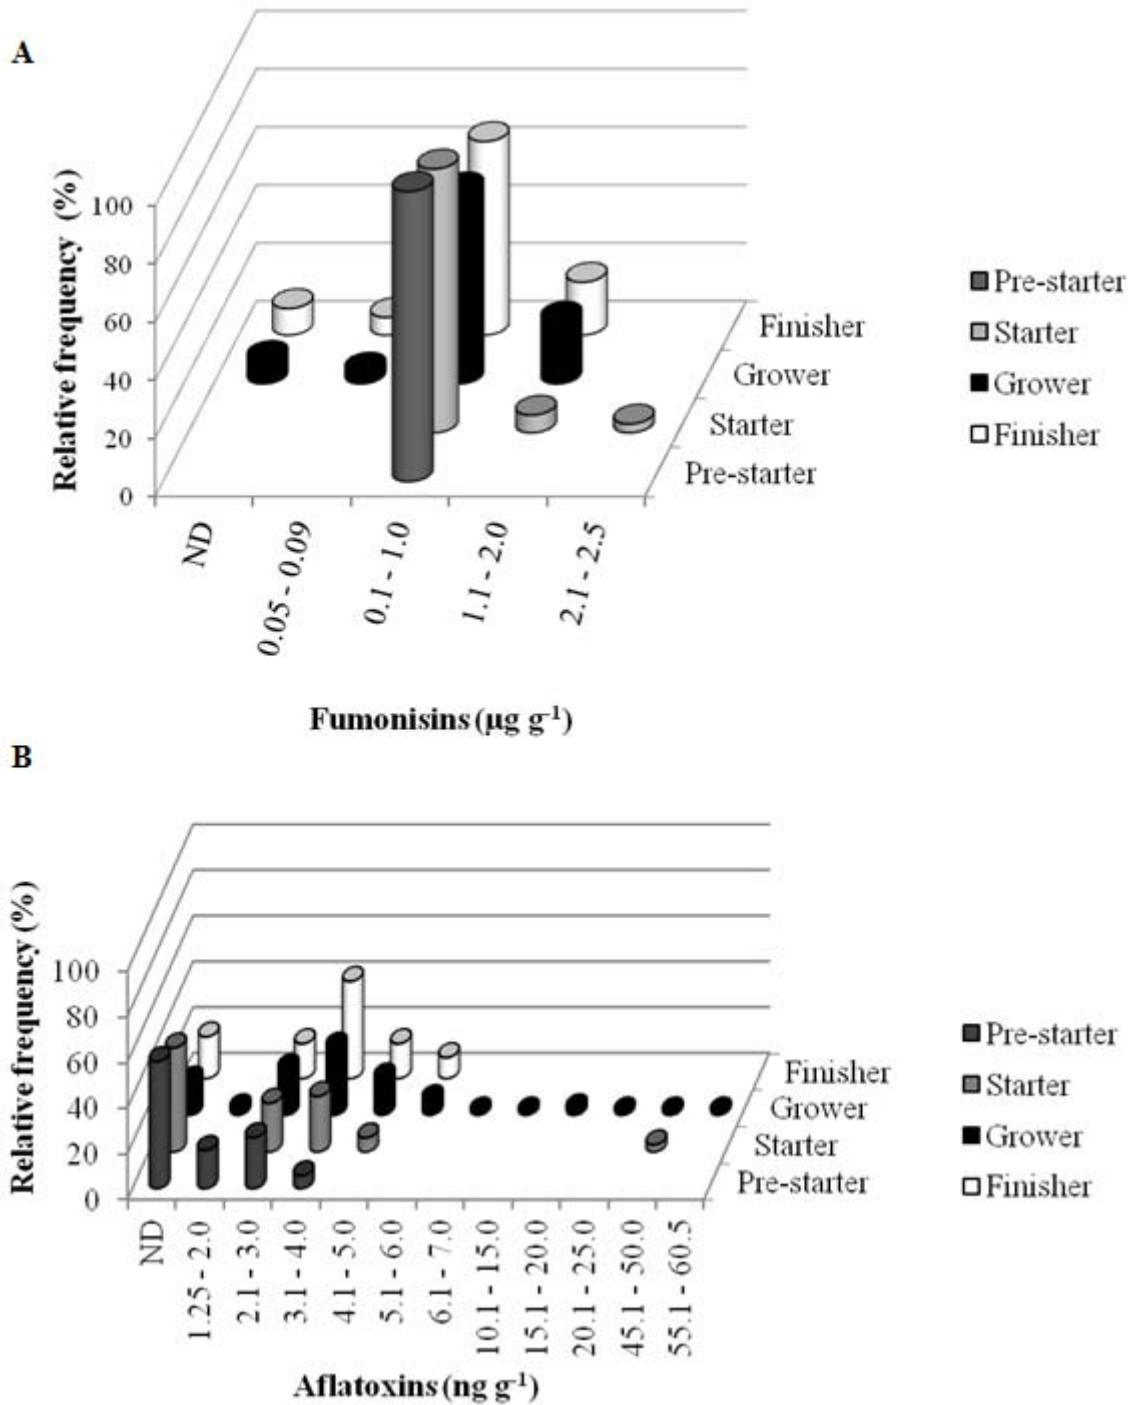 A
Relative frequency (%)
100
80
60
40
20
0
ND
0.05 - 0.09
0.1 - 1.0
1.1 - 2.0
2.1 - 2.5
Finisher
Grower
Starter
Pre-starter
Pre-starter
Starter
Grower
Finisher
Fumonisins (µg g⁻¹)
B
Relative frequency (%)
100
80
60
40
20
0
ND
1.25 - 2.0
2.1 - 3.0
3.1 - 4.0
4.1 - 5.0
5.1 - 6.0
6.1 - 7.0
10.1 - 15.0
15.1 - 20.0
20.1 - 25.0
45.1 - 50.0
55.1 - 60.5
Finisher
Grower
Starter
Pre-starter
Pre-starter
Starter
Grower
Finisher
Aflatoxins (ng g⁻¹)